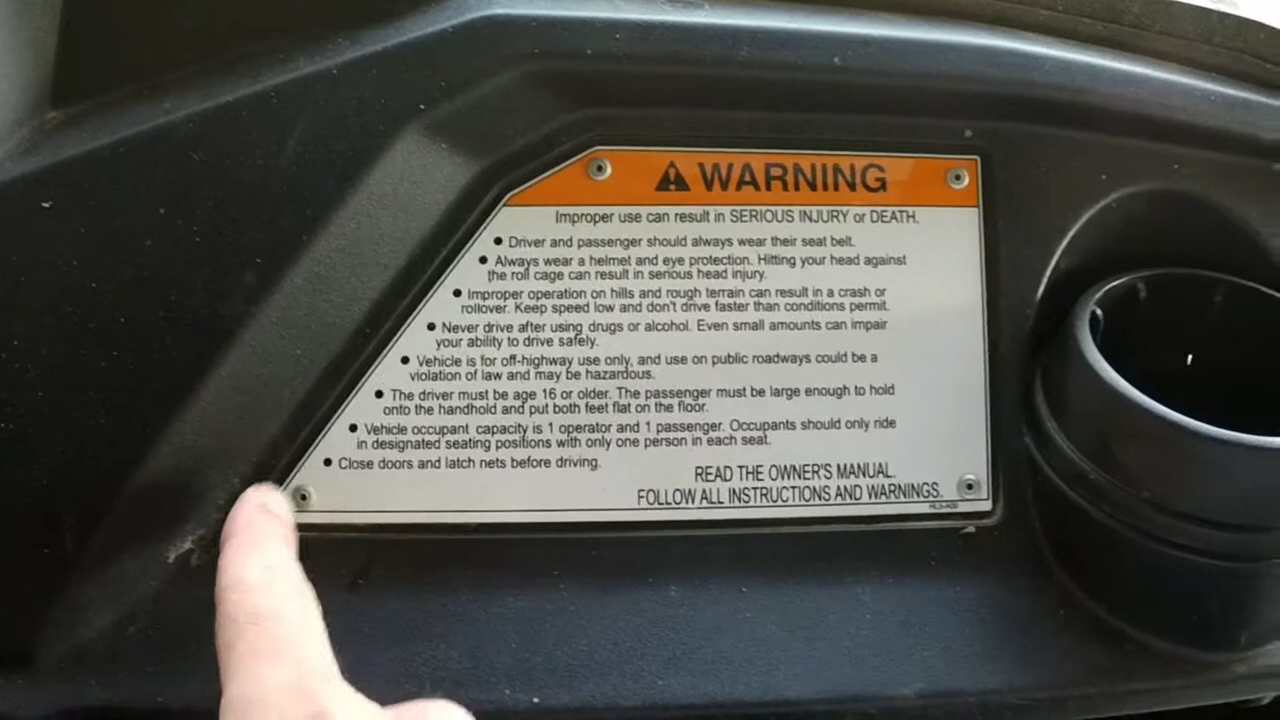 WARNING
Improper use can result in SERIOUS INJURY or DEATH.
● Driver and passenger should always wear their seat belt.
● Always wear a helmet and eye protection. Hitting your head against
the roll cage can result in serious head injury.
● Improper operation on hills and rough terrain can result in a crash or
rollover. Keep speed low and don't drive faster than conditions permit.
● Never drive after using drugs or alcohol. Even small amounts can impair
your ability to drive safely.
● Vehicle is for off-highway use only, and use on public roadways could be a
violation of law and may be hazardous.
● The driver must be age 16 or older. The passenger must be large enough to hold
onto the handhold and put both feet flat on the floor.
● Vehicle occupant capacity is 1 operator and 1 passenger. Occupants should only ride
in designated seating positions with only one person in each seat.
● Close doors and latch nets before driving.
READ THE OWNER'S MANUAL.
FOLLOW ALL INSTRUCTIONS AND WARNINGS.